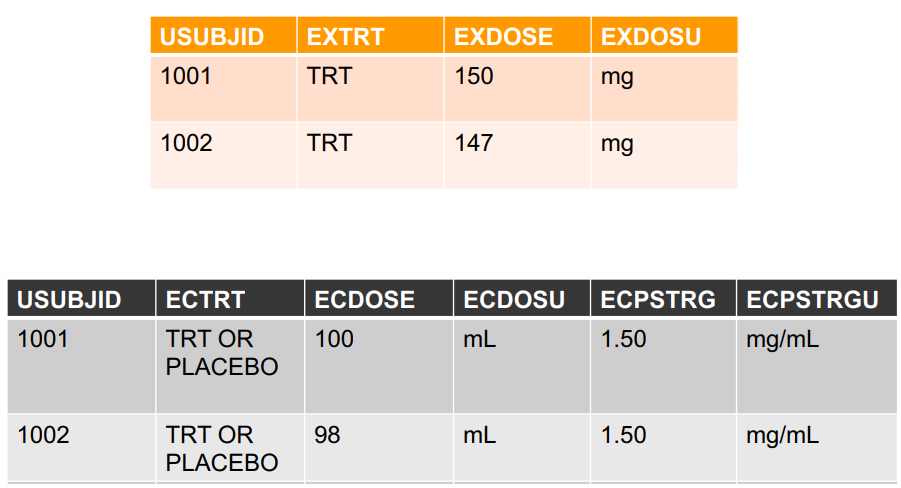 USUBJID EXTRT EXDOSE EXDOSU
1001 TRT 150 mg
1002 TRT 147 mg
USUBJID ECTRT ECDOSE ECDOSU ECPSTRG ECPSTRGU
1001 TRT OR 100 mL 1.50 mg/mL
PLACEBO
1002 TRT OR 98 mL 1.50 mg/mL
PLACEBO